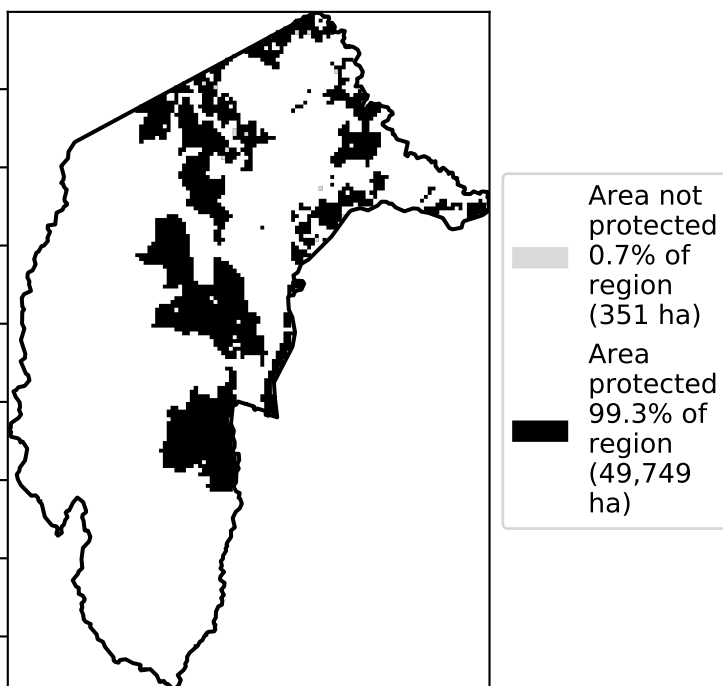 Area not
protected
0.7% of
region
(351 ha)
Area
protected
99.3% of
region
(49,749
ha)